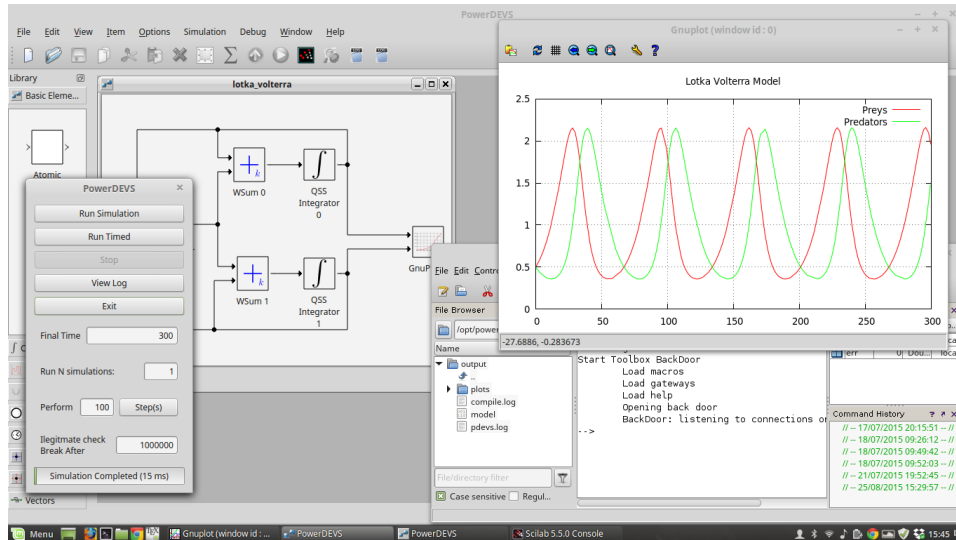 PowerDEVS
File Edit View Item Options Simulation Debug Window Help
Library
Basic Eleme...
Atomic
Vectors
lotka_volterra
WSum 0
QSS
Integrator
0
WSum 1
QSS
Integrator
1
PowerDEVS
Run Simulation
Run Timed
Stop
View Log
Exit
Final Time 300
Run N simulations: 1
Perform 100 Step(s)
Ilegitmate check
Break After 1000000
Simulation Completed (15 ms)
Gnuplot (window id : 0)
Lotka Volterra Model
Preys
Predators
2.5
2
1.5
1
0.5
0
0 50 100 150 200 250 300
-27.6886, -0.283673
File Edit
File Browser
Name
output
..
plots
compile.log
model
pdevs.log
File/directory filter
Case sensitive Regul...
Start Toolbox BackDoor
Load macros
Load gateways
Load help
Opening back door
BackDoor: listening to connections
-->
err 0 Dou...
Command History
// -- 17/07/2015 20:15:51 -- //
// -- 18/07/2015 09:26:12 -- //
// -- 18/07/2015 09:49:42 -- //
// -- 18/07/2015 09:52:03 -- //
// -- 21/07/2015 19:52:45 -- //
// -- 25/08/2015 15:29:57 -- //
Menu Gnuplot (window id : ... PowerDEVS PowerDEVS Scilab 5.5.0 Console 15:45